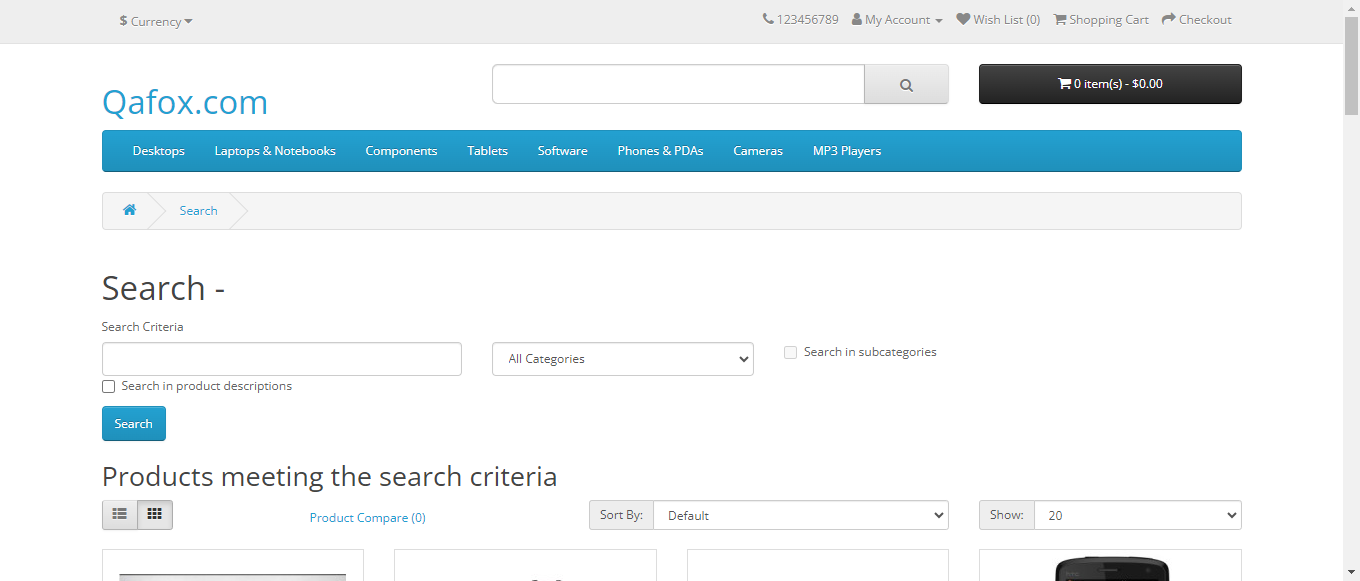 $ Currency
123456789 My Account Wish List (0) Shopping Cart Checkout
Qafox.com
0 item(s) - $0.00
Desktops Laptops & Notebooks Components Tablets Software Phones & PDAs Cameras MP3 Players
Search
Search -
Search Criteria
All Categories
Search in subcategories
Search in product descriptions
Search
Products meeting the search criteria
Product Compare (0)
Sort By: Default
Show: 20